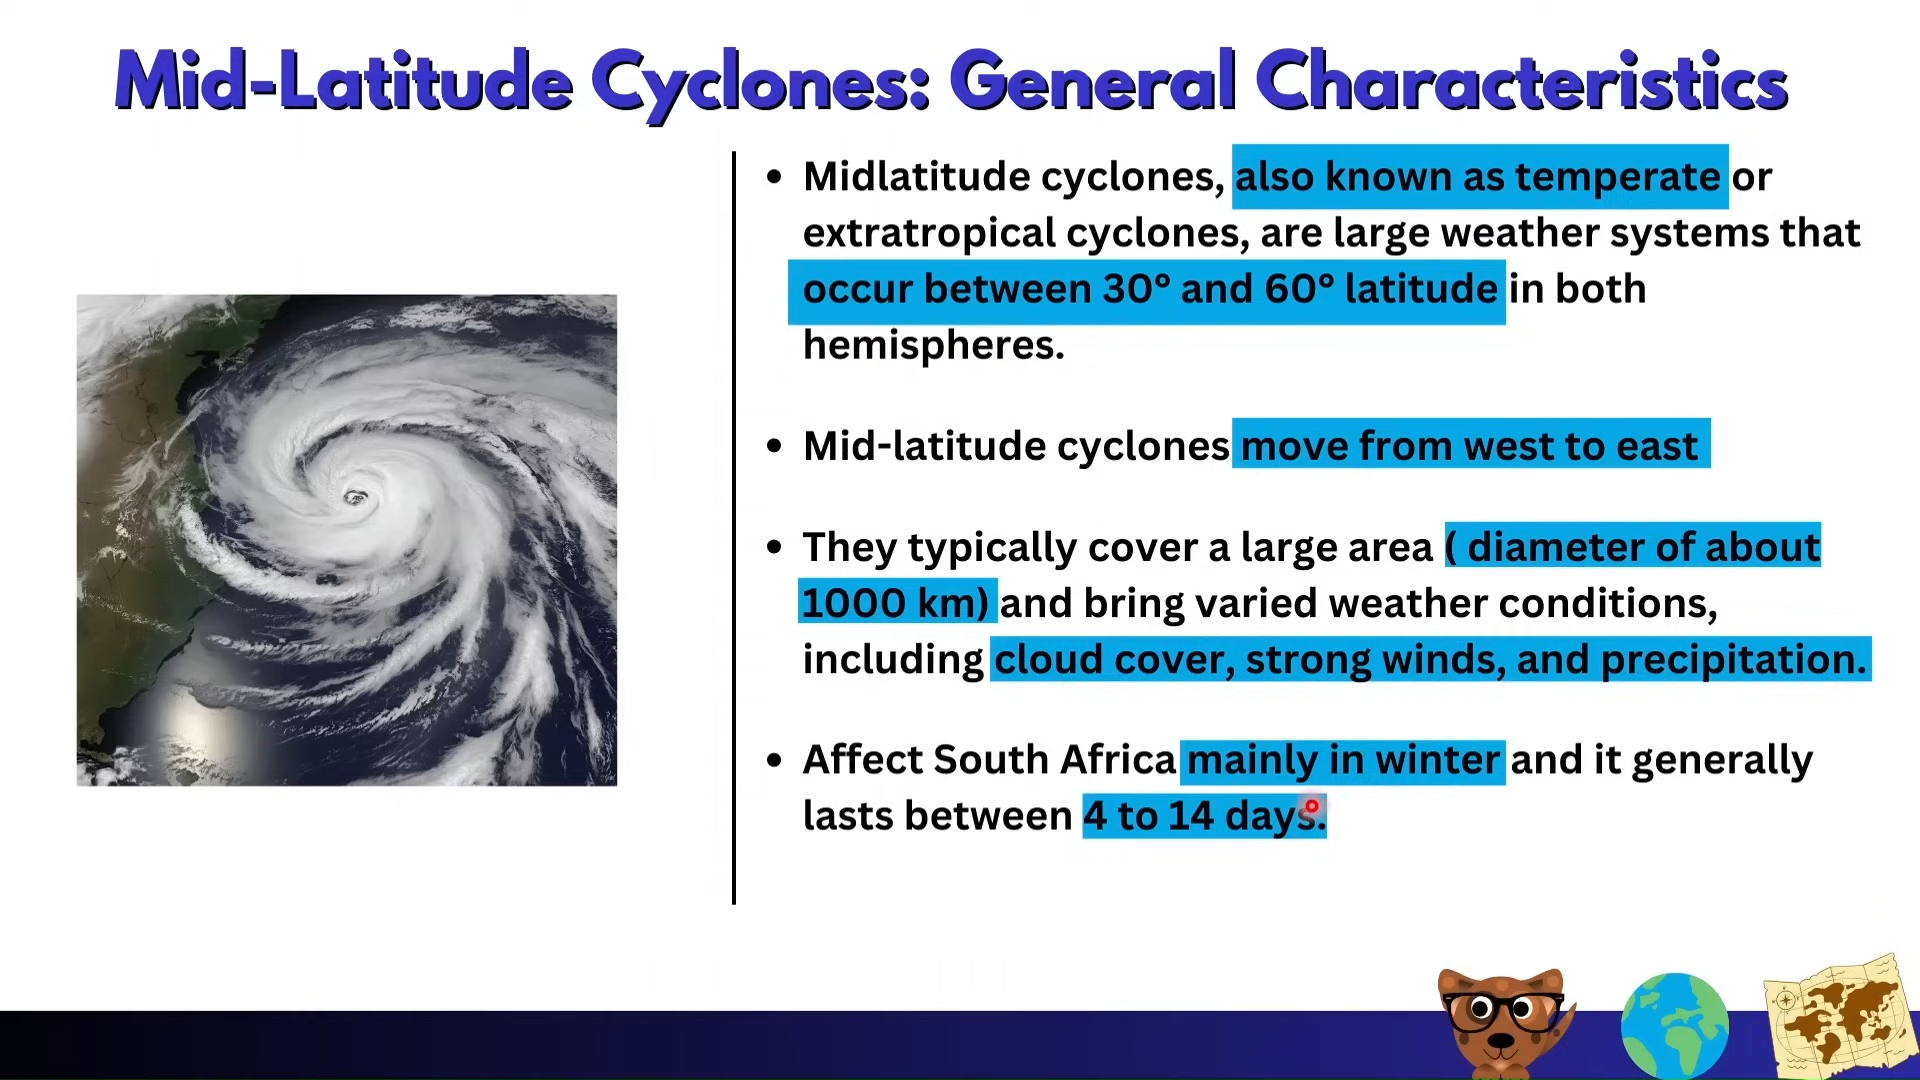 Mid-Latitude Cyclones: General Characteristics
• Midlatitude cyclones, also known as temperate or
extratropical cyclones, are large weather systems that
occur between 30° and 60° latitude in both
hemispheres.
• Mid-latitude cyclones move from west to east
• They typically cover a large area ( diameter of about
1000 km) and bring varied weather conditions,
including cloud cover, strong winds, and precipitation.
• Affect South Africa mainly in winter and it generally
lasts between 4 to 14 days.